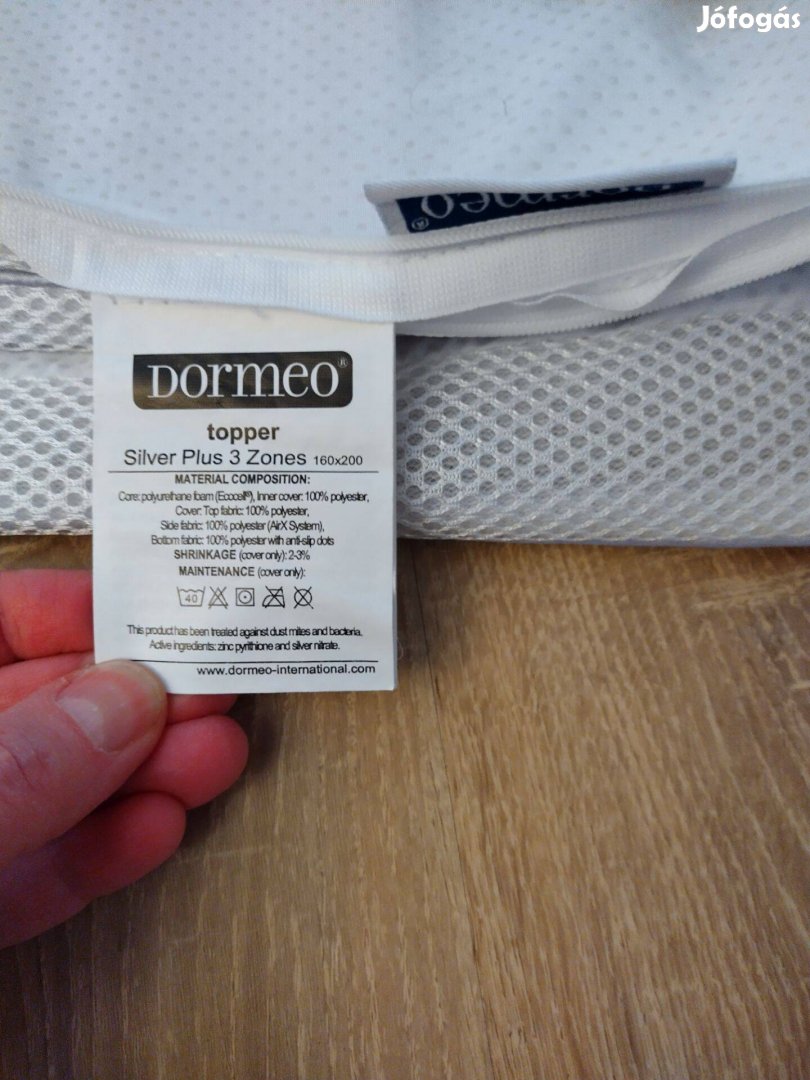 Jófogás
DORMEO®
DORMEO®
topper
Silver Plus 3 Zones 160x200
MATERIAL COMPOSITION:
Core: polyurethane foam (Ecocell®), Inner cover: 100% polyester,
Cover: Top fabric: 100% polyester,
Side fabric: 100% polyester (AirX System),
Bottom fabric: 100% polyester with anti-slip dots
SHRINKAGE (cover only): 2-3%
MAINTENANCE (cover only):
40
This product has been treated against dust mites and bacteria.
Active ingredients: zinc pyrithione and silver nitrate.
www.dormeo-international.com